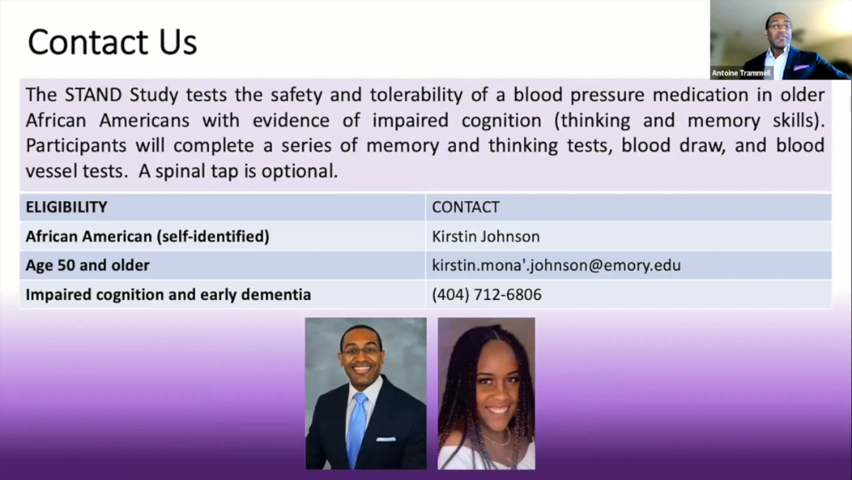 Contact Us
Antoine Trammell
The STAND Study tests the safety and tolerability of a blood pressure medication in older
African Americans with evidence of impaired cognition (thinking and memory skills).
Participants will complete a series of memory and thinking tests, blood draw, and blood
vessel tests. A spinal tap is optional.
ELIGIBILITY CONTACT
African American (self-identified) Kirstin Johnson
Age 50 and older kirstin.mona'.johnson@emory.edu
Impaired cognition and early dementia (404) 712-6806